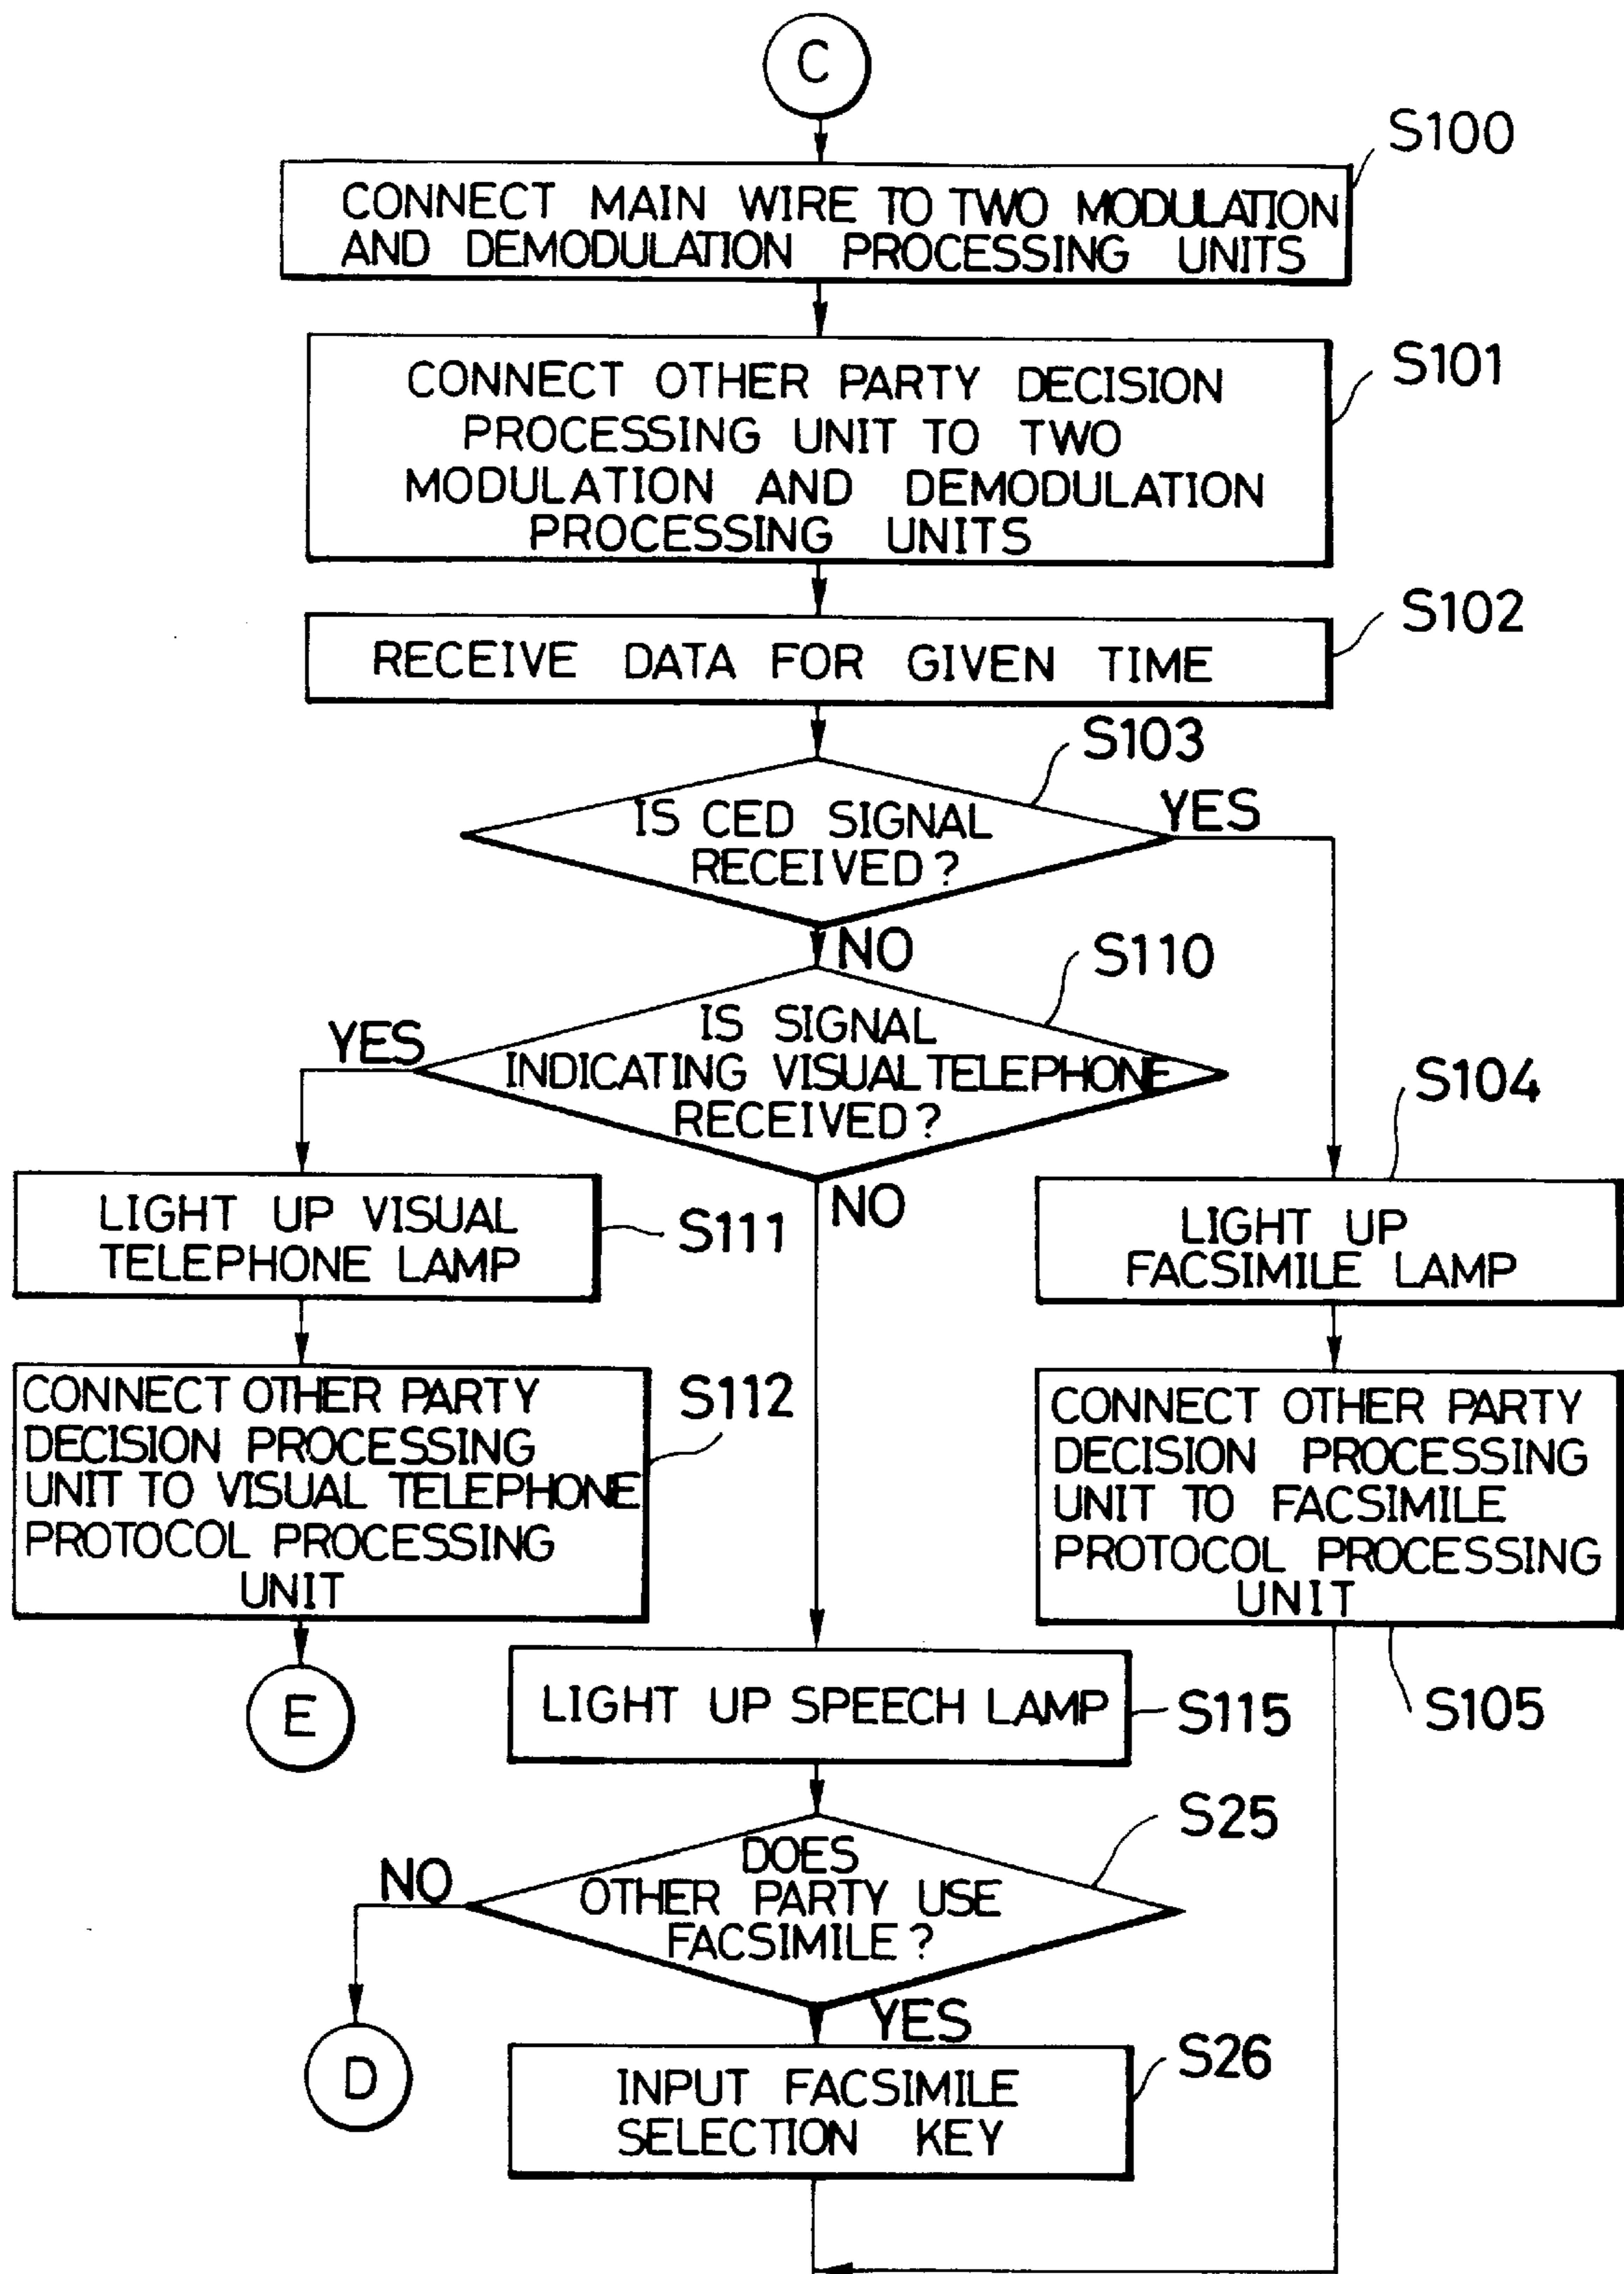 C
S100
CONNECT MAIN WIRE TO TWO MODULATION
AND DEMODULATION PROCESSING UNITS
S101
CONNECT OTHER PARTY DECISION
PROCESSING UNIT TO TWO
MODULATION AND DEMODULATION
PROCESSING UNITS
S102
RECEIVE DATA FOR GIVEN TIME
S103
IS CED SIGNAL
RECEIVED?
YES
NO
S110
IS SIGNAL
INDICATING VISUAL TELEPHONE
RECEIVED?
YES
NO
S104
LIGHT UP
FACSIMILE LAMP
LIGHT UP VISUAL
TELEPHONE LAMP
S111
CONNECT OTHER PARTY
DECISION PROCESSING
UNIT TO VISUAL TELEPHONE
PROTOCOL PROCESSING
UNIT
S112
CONNECT OTHER PARTY
DECISION PROCESSING
UNIT TO FACSIMILE
PROTOCOL PROCESSING
UNIT
S105
E
LIGHT UP SPEECH LAMP
S115
S25
DOES
OTHER PARTY USE
FACSIMILE?
NO
YES
D
S26
INPUT FACSIMILE
SELECTION KEY